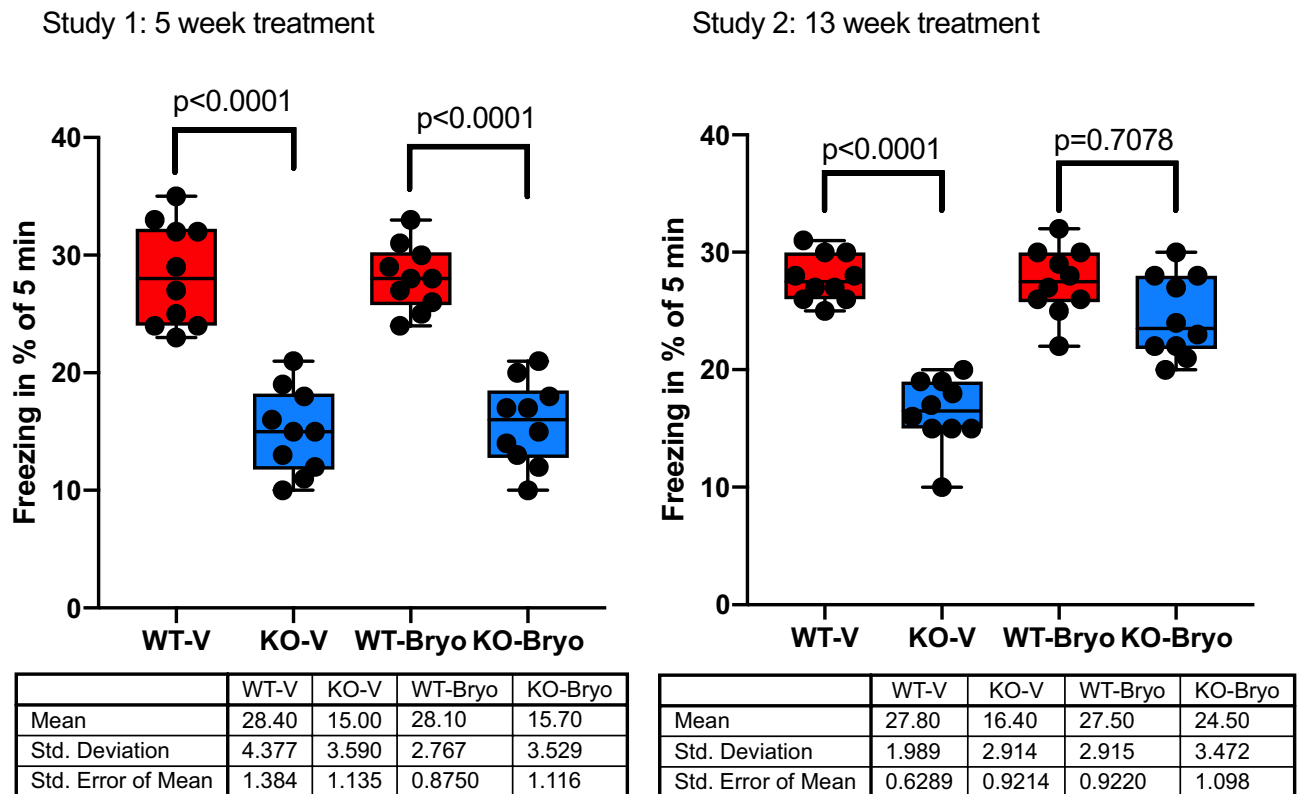 Study 1: 5 week treatment
p<0.0001
p<0.0001
40
30
20
10
0
Freezing in % of 5 min
WT-V KO-V WT-Bryo KO-Bryo
WT-V KO-V WT-Bryo KO-Bryo
Mean 28.40 15.00 28.10 15.70
Std. Deviation 4.377 3.590 2.767 3.529
Std. Error of Mean 1.384 1.135 0.8750 1.116
Study 2: 13 week treatment
p<0.0001
p=0.7078
40
30
20
10
0
Freezing in % of 5 min
WT-V KO-V WT-Bryo KO-Bryo
WT-V KO-V WT-Bryo KO-Bryo
Mean 27.80 16.40 27.50 24.50
Std. Deviation 1.989 2.914 2.915 3.472
Std. Error of Mean 0.6289 0.9214 0.9220 1.098